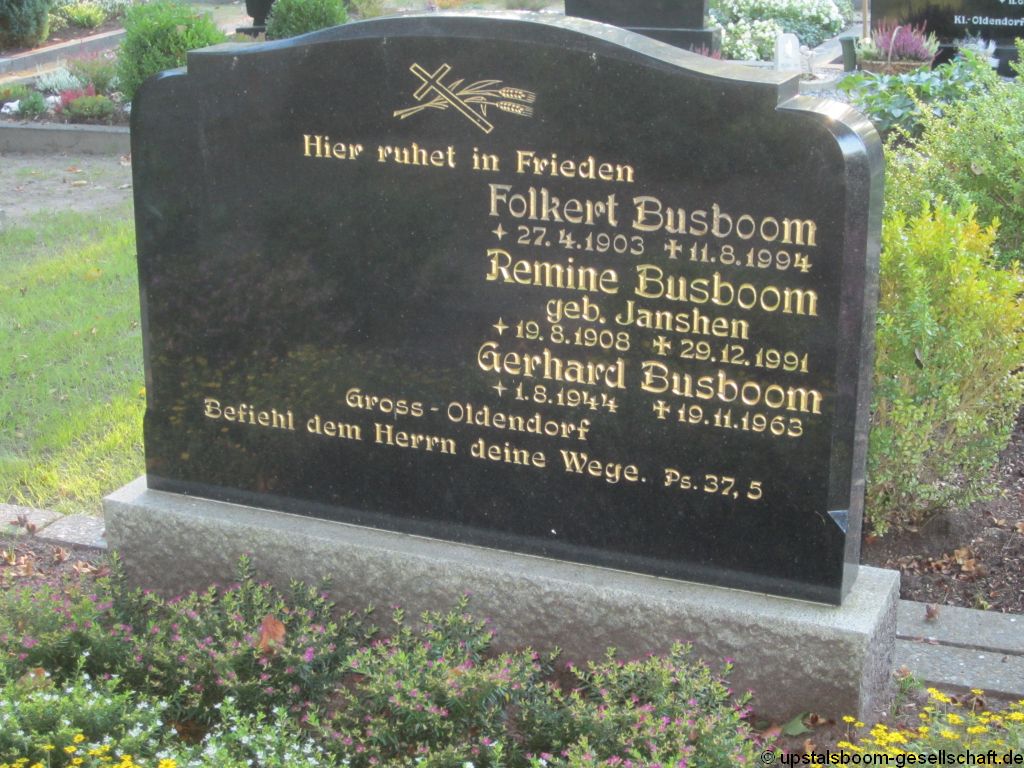 Kl.-Oldendorf
Hier ruhet in Frieden
Folkert Busboom
✦ 27.4.1903 ✝ 11.8.1994
Remine Busboom
geb. Janshen
✦ 19.8.1908 ✝ 29.12.1991
Gerhard Busboom
✦ 1.8.1944 ✝ 19.11.1963
Gross-Oldendorf
Befiehl dem Herrn deine Wege. Ps. 37, 5
© upstalsboom-gesellschaft.de